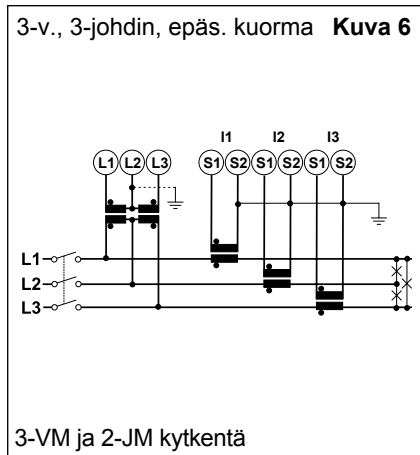 3-v., 3-johdin, epäs. kuorma Kuva 6
I1 I2 I3
L1 L2 L3 S1 S2 S1 S2 S1 S2
L1
L2
L3
3-VM ja 2-JM kytkentä